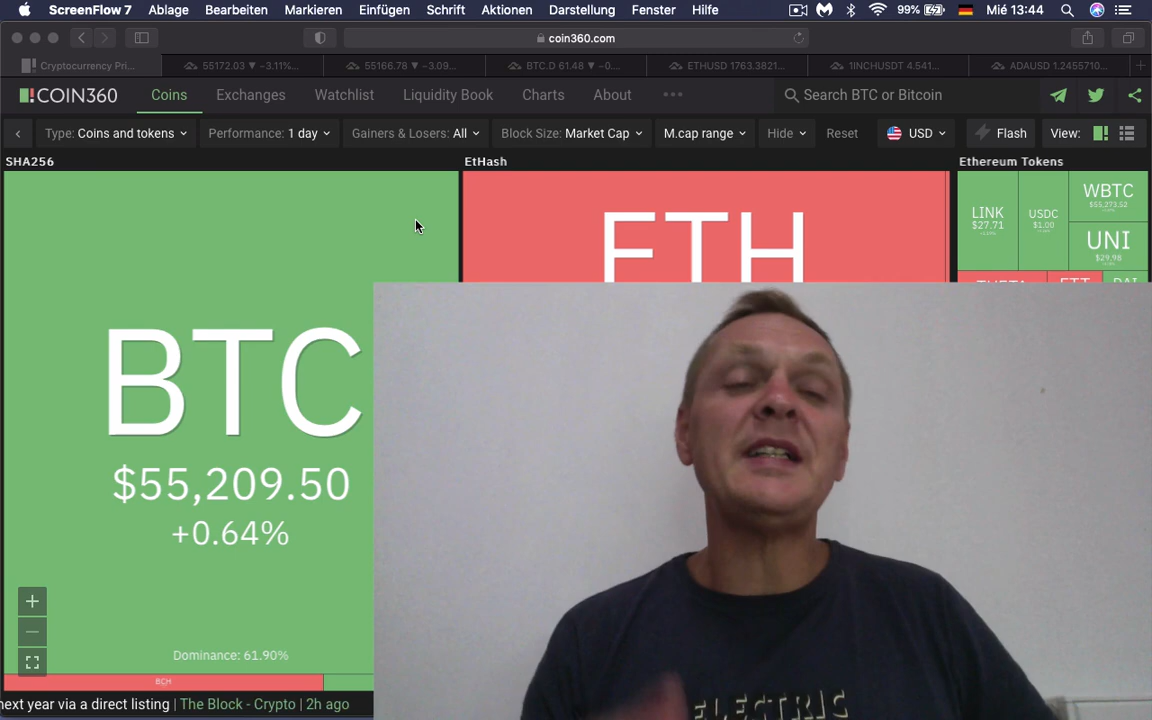 ScreenFlow 7 Ablage Bearbeiten Markieren Einfügen Schrift Aktionen Darstellung Fenster Hilfe 99% Mié 13:44
coin360.com
Cryptocurrency Pri... 55172.03 ▼ −3.11%... 55166.78 ▼ −3.09... BTC.D 61.48 ▼ −0.... ETHUSD 1763.3821... 1INCHUSDT 4.541... ADAUSD 1.2455710...
COIN360 Coins Exchanges Watchlist Liquidity Book Charts About ••• Search BTC or Bitcoin
Type: Coins and tokens Performance: 1 day Gainers & Losers: All Block Size: Market Cap M.cap range Hide Reset USD Flash View:
SHA256 EtHash Ethereum Tokens
ETH
LINK
$27.71
USDC
$1.00
WBTC
$55,273.52
UNI
$29.98
BTC
$55,209.50
+0.64%
Dominance: 61.90%
BCH
next year via a direct listing | The Block - Crypto | 2h ago
ELECTRIC